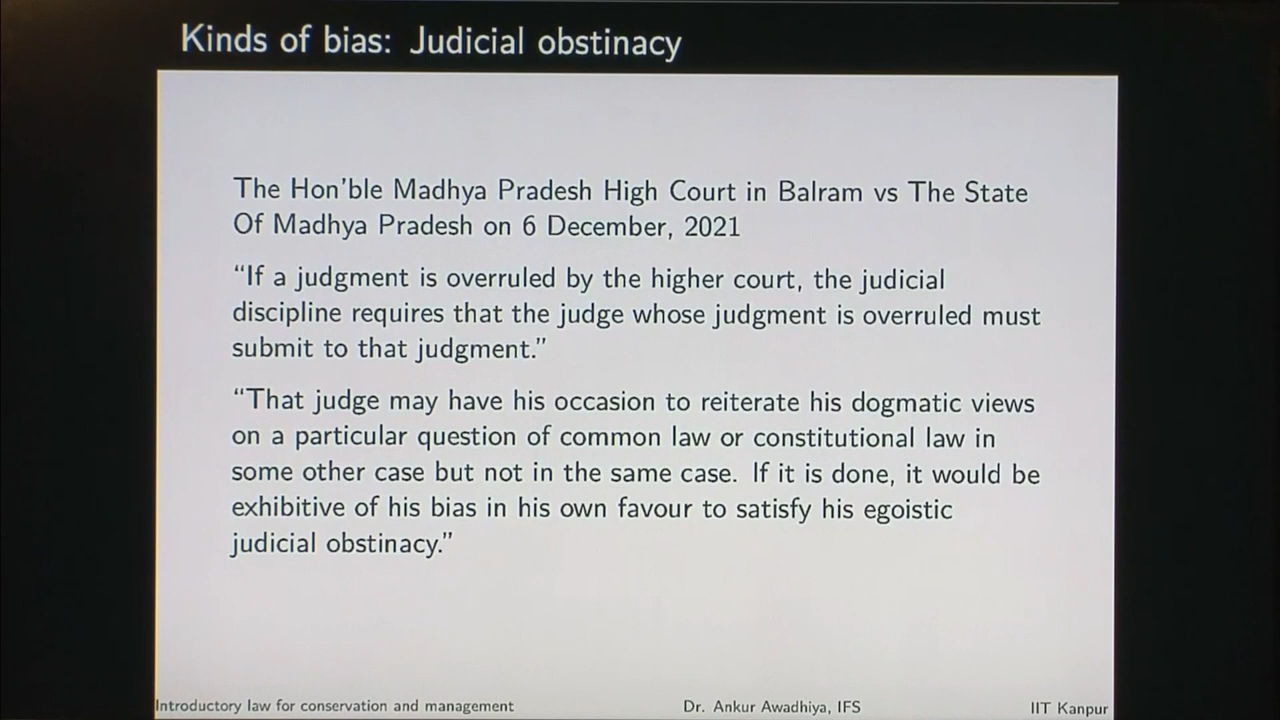 Kinds of bias: Judicial obstinacy
The Hon'ble Madhya Pradesh High Court in Balram vs The State
Of Madhya Pradesh on 6 December, 2021
“If a judgment is overruled by the higher court, the judicial
discipline requires that the judge whose judgment is overruled must
submit to that judgment.”
“That judge may have his occasion to reiterate his dogmatic views
on a particular question of common law or constitutional law in
some other case but not in the same case. If it is done, it would be
exhibitive of his bias in his own favour to satisfy his egoistic
judicial obstinacy.”
Introductory law for conservation and management Dr. Ankur Awadhiya, IFS IIT Kanpur